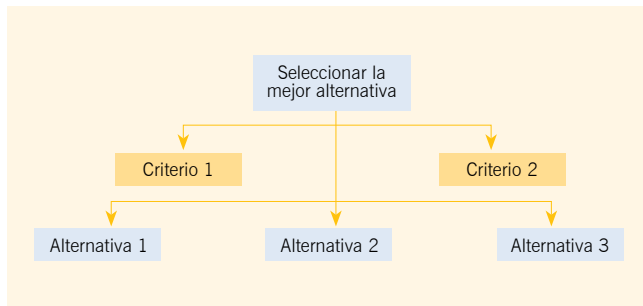 Seleccionar la
mejor alternativa
Criterio 1
Criterio 2
Alternativa 1
Alternativa 2
Alternativa 3